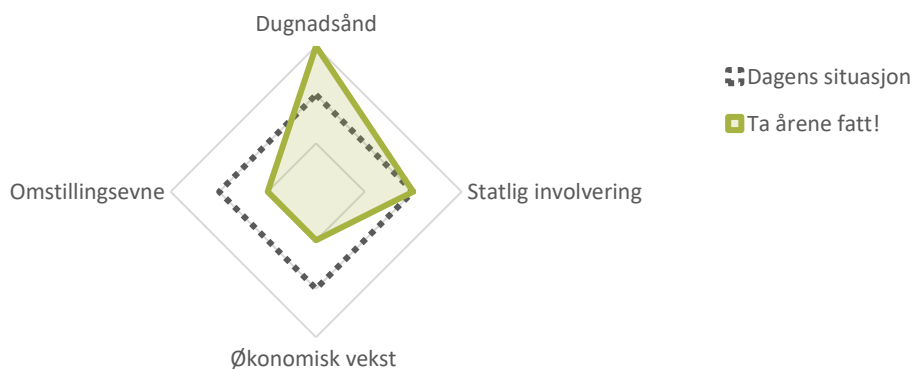 Dugnadsånd
Dagens situasjon
Ta årene fatt!
Omstillingsevne
Statlig involvering
Økonomisk vekst